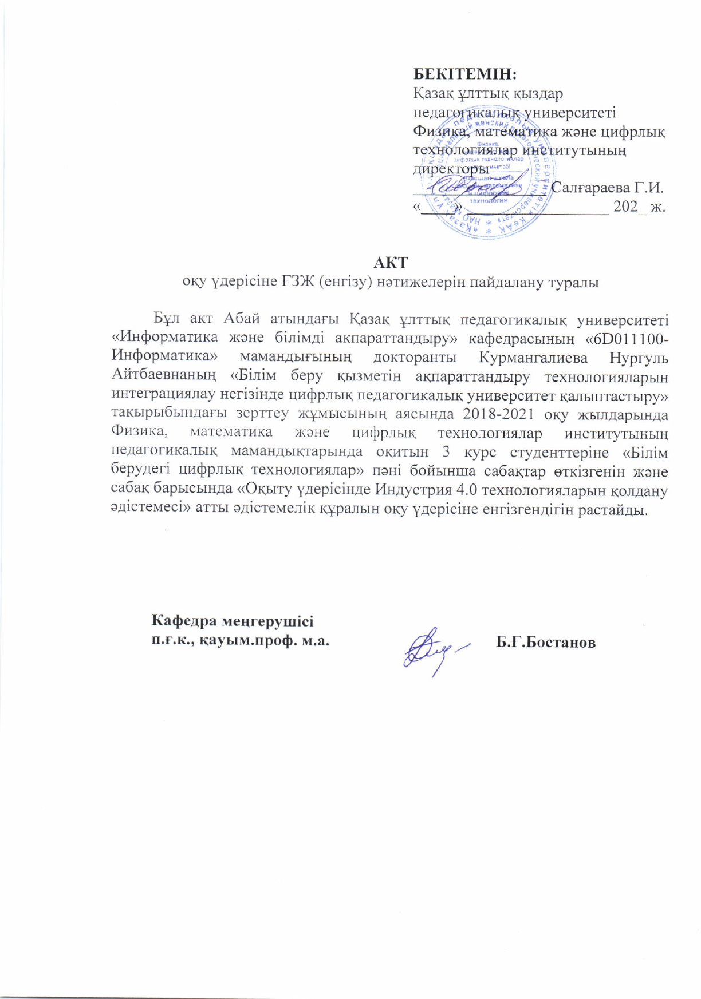 БЕКІТЕМІН:
Қазақ ұлттық қыздар
педагогикалық университеті
Физика, математика және цифрлық
технологиялар институтының
директоры
________________ Салғараева Г.И.
«____» _________________ 202_ ж.
АКТ
оқу үдерісіне ҒЗЖ (енгізу) нәтижелерін пайдалану туралы
Бұл акт Абай атындағы Қазақ ұлттық педагогикалық университеті
«Информатика және білімді ақпараттандыру» кафедрасының «6D011100-
Информатика» мамандығының докторанты Курмангалиева Нургуль
Айтбаевнаның «Білім беру қызметін ақпараттандыру технологияларын
интеграциялау негізінде цифрлық педагогикалық университет қалыптастыру»
тақырыбындағы зерттеу жұмысының аясында 2018-2021 оқу жылдарында
Физика, математика және цифрлық технологиялар институтының
педагогикалық мамандықтарында оқитын 3 курс студенттеріне «Білім
берудегі цифрлық технологиялар» пәні бойынша сабақтар өткізгенін және
сабақ барысында «Оқыту үдерісінде Индустрия 4.0 технологияларын қолдану
әдістемесі» атты әдістемелік құралын оқу үдерісіне енгізгендігін растайды.
Кафедра меңгерушісі
п.ғ.к., қауым.проф. м.а.
Б.Ғ.Бостанов